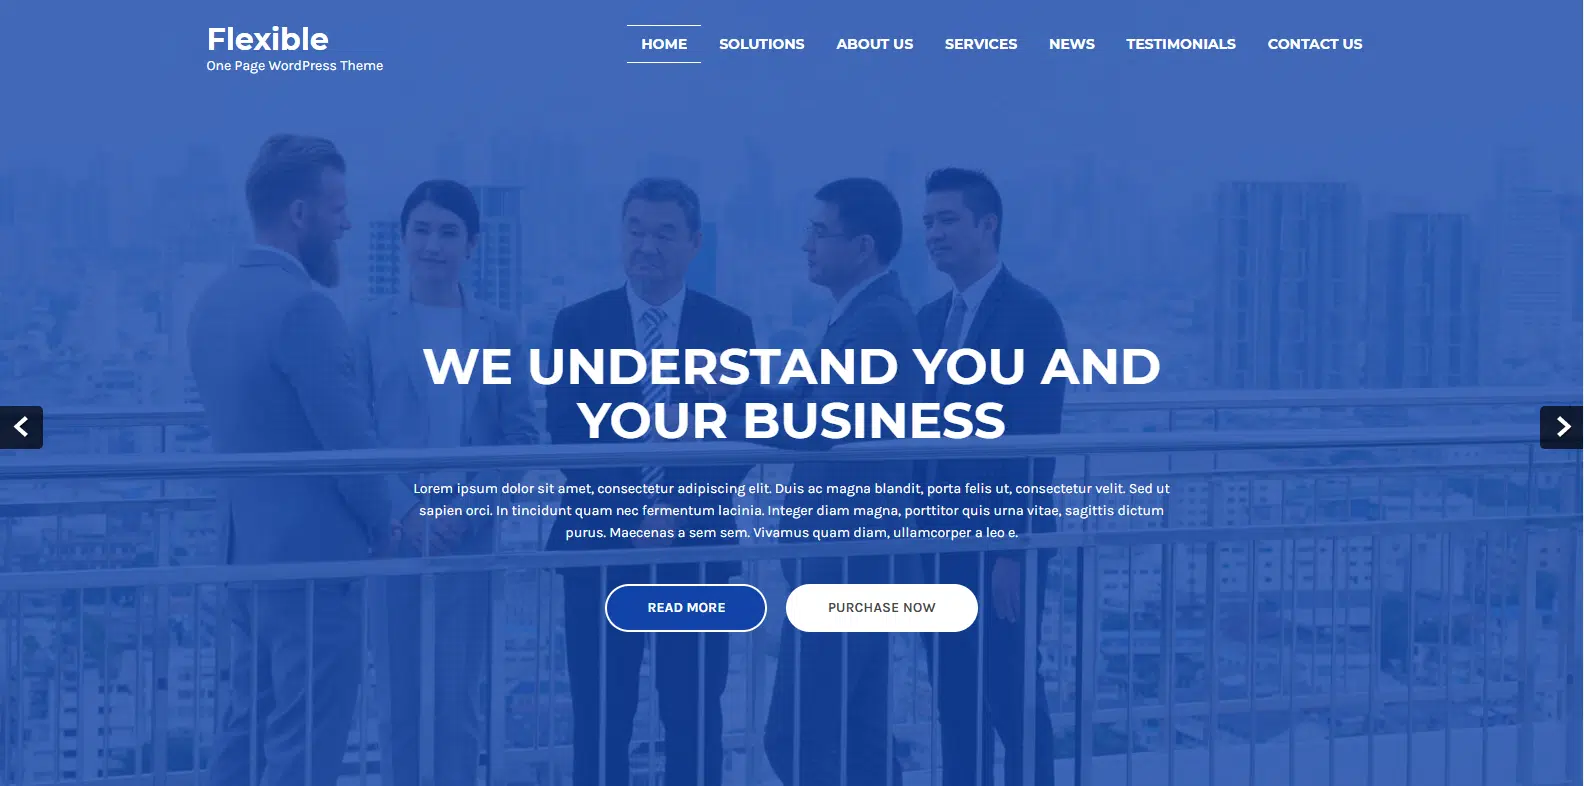 Flexible
One Page WordPress Theme
HOME SOLUTIONS ABOUT US SERVICES NEWS TESTIMONIALS CONTACT US
WE UNDERSTAND YOU AND
YOUR BUSINESS
Lorem ipsum dolor sit amet, consectetur adipiscing elit. Duis ac magna blandit, porta felis ut, consectetur velit. Sed ut
sapien orci. In tincidunt quam nec fermentum lacinia. Integer diam magna, porttitor quis urna vitae, sagittis dictum
purus. Maecenas a sem sem. Vivamus quam diam, ullamcorper a leo e.
READ MORE PURCHASE NOW